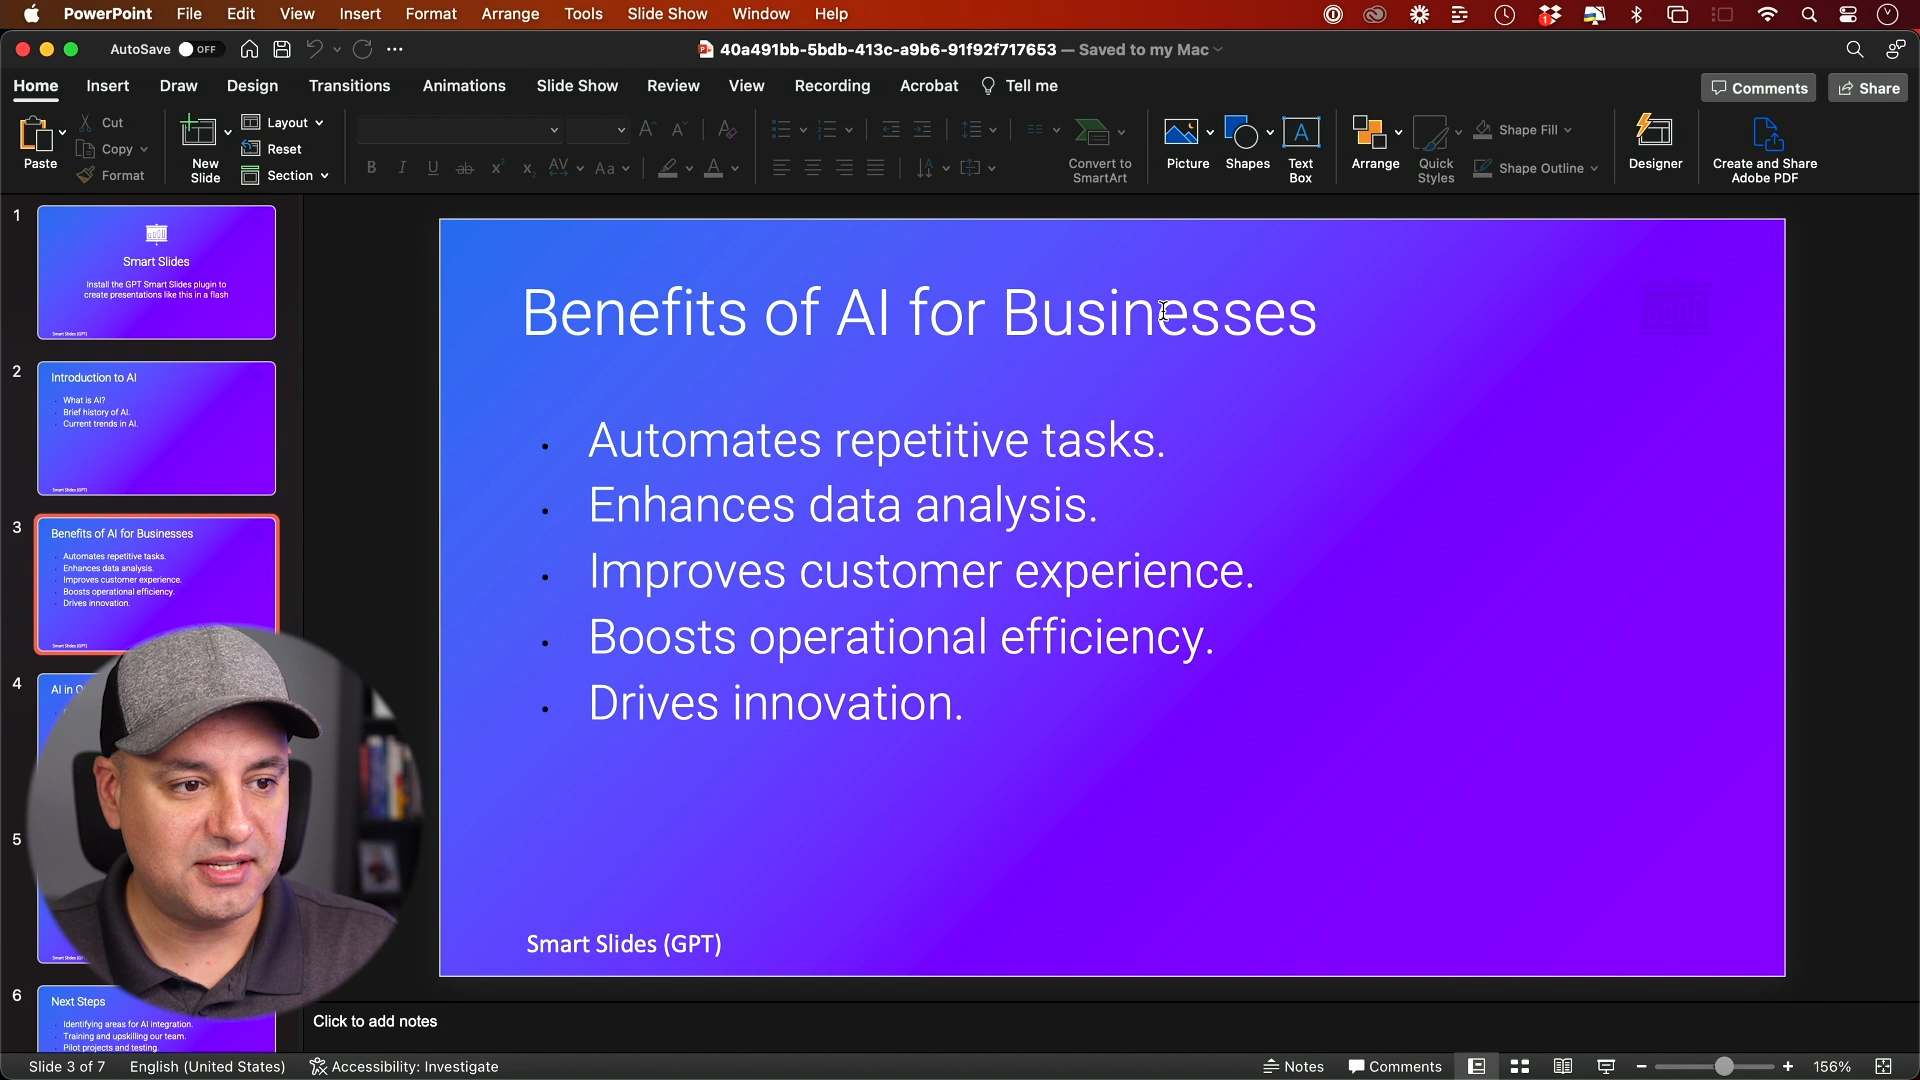 PowerPoint File Edit View Insert Format Arrange Tools Slide Show Window Help
AutoSave OFF
40a491bb-5bdb-413c-a9b6-91f92f717653 — Saved to my Mac
Home Insert Draw Design Transitions Animations Slide Show Review View Recording Acrobat Tell me
Comments Share
Paste
Cut
Copy
Format
New
Slide
Layout
Reset
Section
Convert to
SmartArt
Picture
Shapes
Text
Box
Arrange
Quick
Styles
Shape Fill
Shape Outline
Designer
Create and Share
Adobe PDF
1
Smart Slides
Install the GPT Smart Slides plugin to
create presentations like this in a flash
Smart Slides (GPT)
2
Introduction to AI
What is AI?
Brief history of AI.
Current trends in AI.
Smart Slides (GPT)
3
Benefits of AI for Businesses
Automates repetitive tasks.
Enhances data analysis.
Improves customer experience.
Boosts operational efficiency.
Drives innovation.
Smart Slides (GPT)
4
AI in
5
6
Next Steps
Identifying areas for AI integration.
Training and upskilling our team.
Pilot projects and testing.
Benefits of AI for Businesses
• Automates repetitive tasks.
• Enhances data analysis.
• Improves customer experience.
• Boosts operational efficiency.
• Drives innovation.
Smart Slides (GPT)
Click to add notes
Slide 3 of 7 English (United States) Accessibility: Investigate
Notes Comments 156%